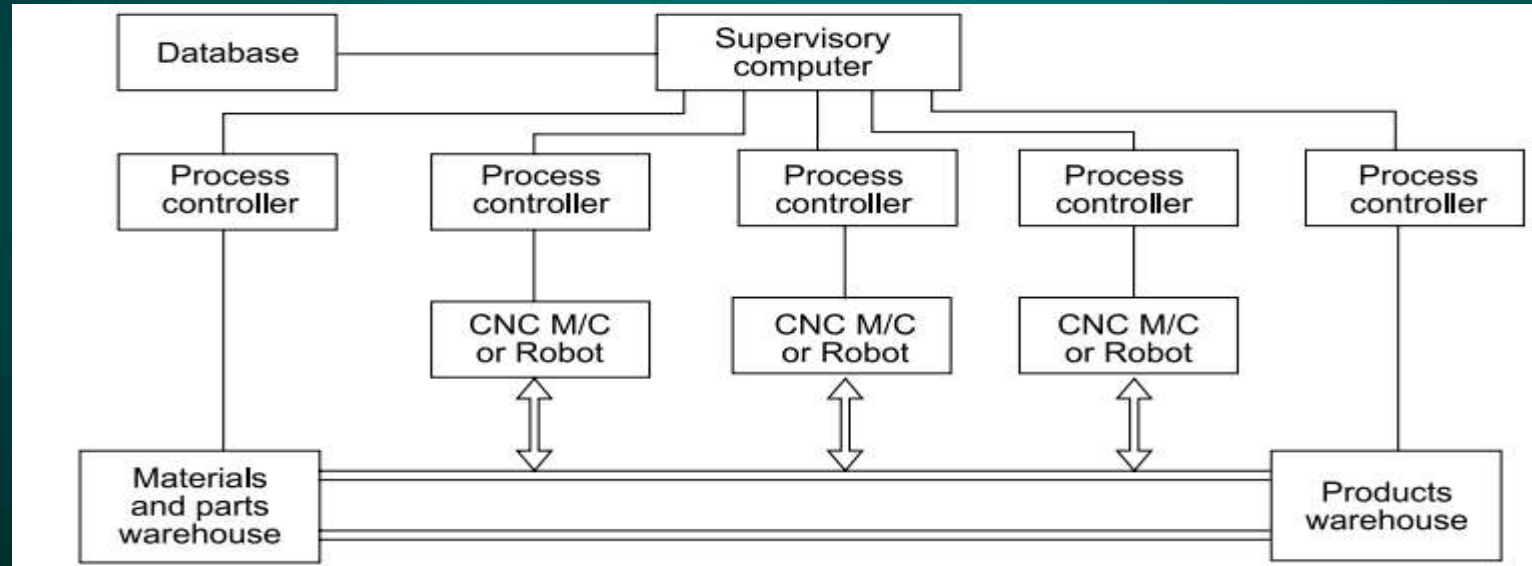 Database
Supervisory
computer
Process
controller
Process
controller
Process
controller
Process
controller
Process
controller
CNC M/C
or Robot
CNC M/C
or Robot
CNC M/C
or Robot
Materials
and parts
warehouse
Products
warehouse